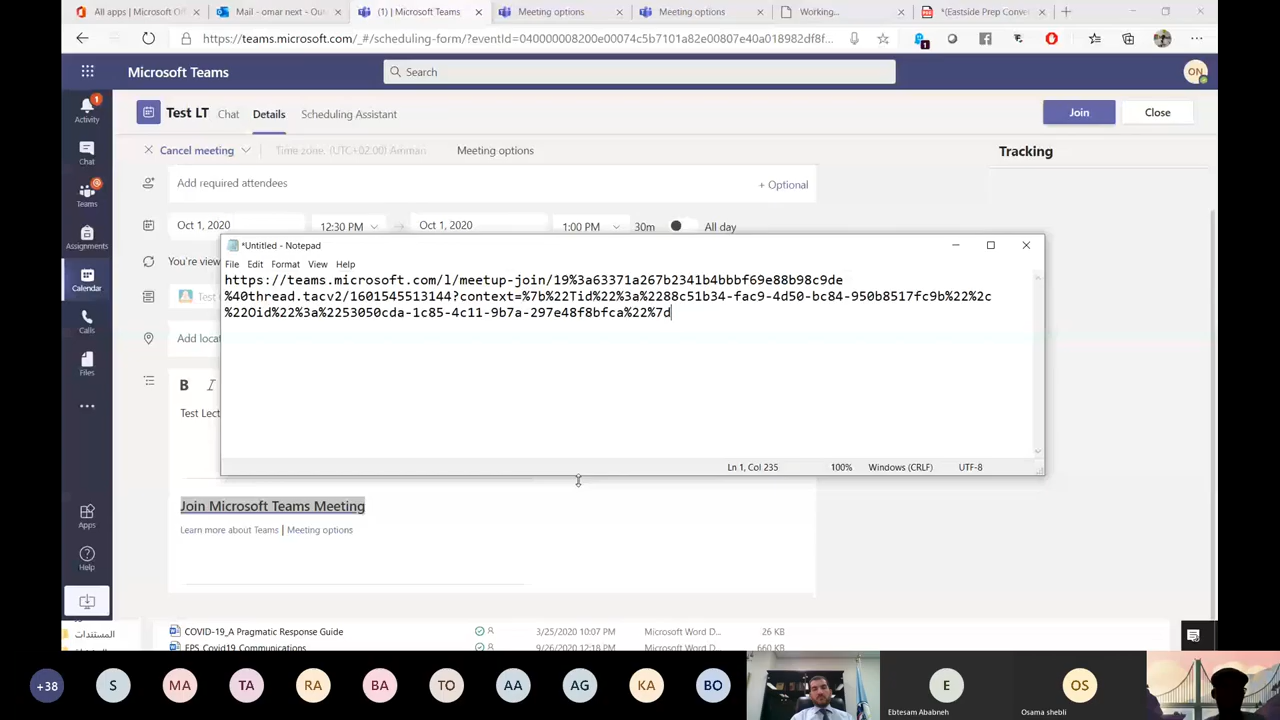 All apps | Microsoft Of
Mail - omar next - Ou
(1) | Microsoft Teams
Meeting options
Meeting options
Working...
*(Eastside Prep Conve
https://teams.microsoft.com/_#/scheduling-form/?eventId=040000008200e00074c5b7101a82e00807e40a018982df8f...
1
Microsoft Teams
Search
ON
1
Activity
Test LT
Chat
Details
Scheduling Assistant
Join
Close
Chat
Cancel meeting
Time zone: (UTC+02:00) Amman
Meeting options
Tracking
Teams
Add required attendees
+ Optional
Assignments
Oct 1, 2020
12:30 PM
Oct 1, 2020
1:00 PM
30m
All day
Calendar
You're view
*Untitled - Notepad
File Edit Format View Help
https://teams.microsoft.com/l/meetup-join/19%3a63371a267b2341b4bbbf69e88b98c9de
%40thread.tacv2/1601545513144?context=%7b%22Tid%22%3a%2288c51b34-fac9-4d50-bc84-950b8517fc9b%22%2c
%22Oid%22%3a%2253050cda-1c85-4c11-9b7a-297e48f8bfca%22%7d
Ln 1, Col 235
100%
Windows (CRLF)
UTF-8
Test
Calls
Add loca
Files
B I
Test Lect
Join Microsoft Teams Meeting
Learn more about Teams | Meeting options
Apps
Help
المستندات
COVID-19_A Pragmatic Response Guide
3/25/2020 10:07 PM
Microsoft Word D...
26 KB
EPS_Covid19_Communications
9/26/2020 12:18 PM
Microsoft Word D...
660 KB
+38
S
MA
TA
RA
BA
TO
AA
AG
KA
BO
E
Ebtesam Ababneh
OS
Osama shebli